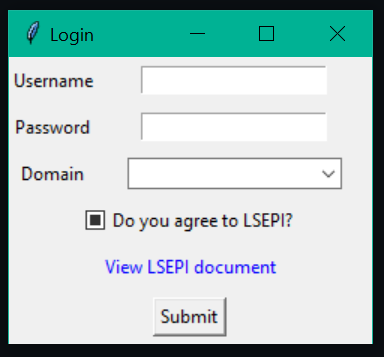 Login
Username
Password
Domain
Do you agree to LSEPI?
View LSEPI document
Submit